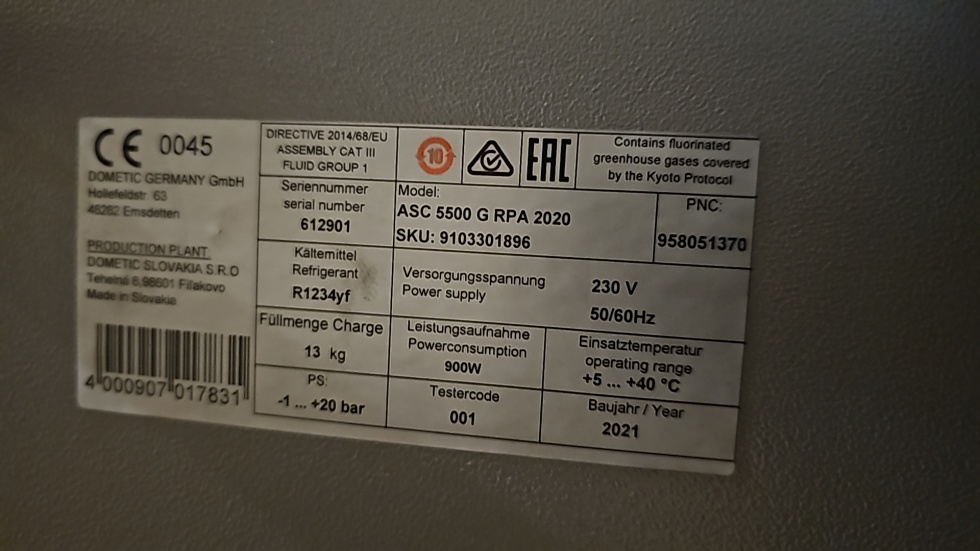 CE 0045
DOMETIC GERMANY GmbH
Hollefeldstr. 63
48282 Emsdetten
PRODUCTION PLANT
DOMETIC SLOVAKIA S.R.O
Tehelná 8,98601 Fiľakovo
Made in Slovakia
4 000907 017831
DIRECTIVE 2014/68/EU
ASSEMBLY CAT III
FLUID GROUP 1
10
EAC
Contains fluorinated
greenhouse gases covered
by the Kyoto Protocol
Seriennummer
serial number
612901
Model:
ASC 5500 G RPA 2020
SKU: 9103301896
PNC:
958051370
Kältemittel
Refrigerant
R1234yf
Versorgungsspannung
Power supply
230 V
50/60Hz
Füllmenge Charge
13 kg
Leistungsaufnahme
Powerconsumption
900W
Einsatztemperatur
operating range
+5 ... +40 °C
PS:
-1 ... +20 bar
Testercode
001
Baujahr / Year
2021